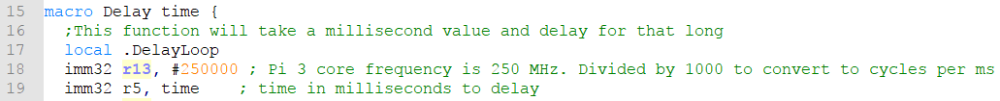 15 macro Delay time {
16 ;This function will take a millisecond value and delay for that long
17 local .DelayLoop
18 imm32 r13, #250000 ; Pi 3 core frequency is 250 MHz. Divided by 1000 to convert to cycles per ms
19 imm32 r5, time ; time in milliseconds to delay